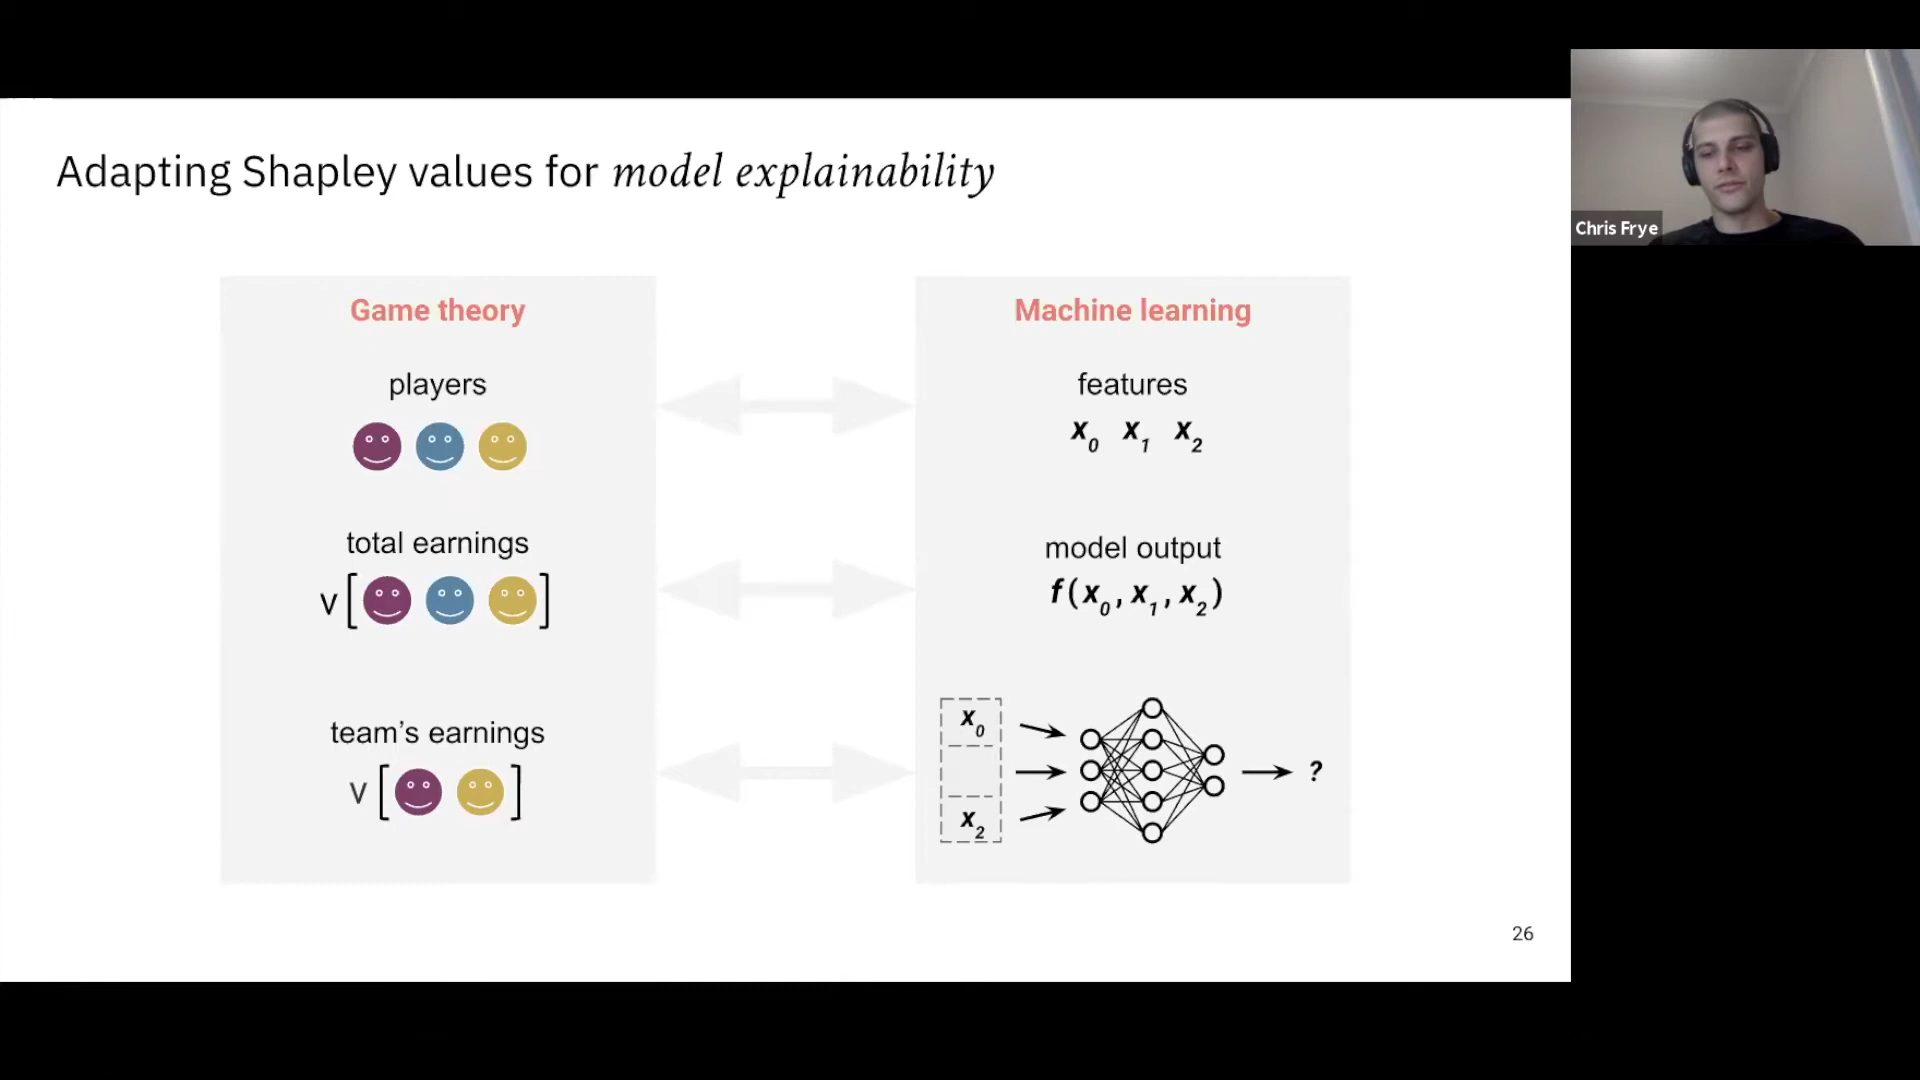 Adapting Shapley values for model explainability
Chris Frye
Game theory
players
total earnings
v [ ]
team's earnings
v [ ]
Machine learning
features
x0 x1 x2
model output
f(x0, x1, x2)
x0
x2
?
26